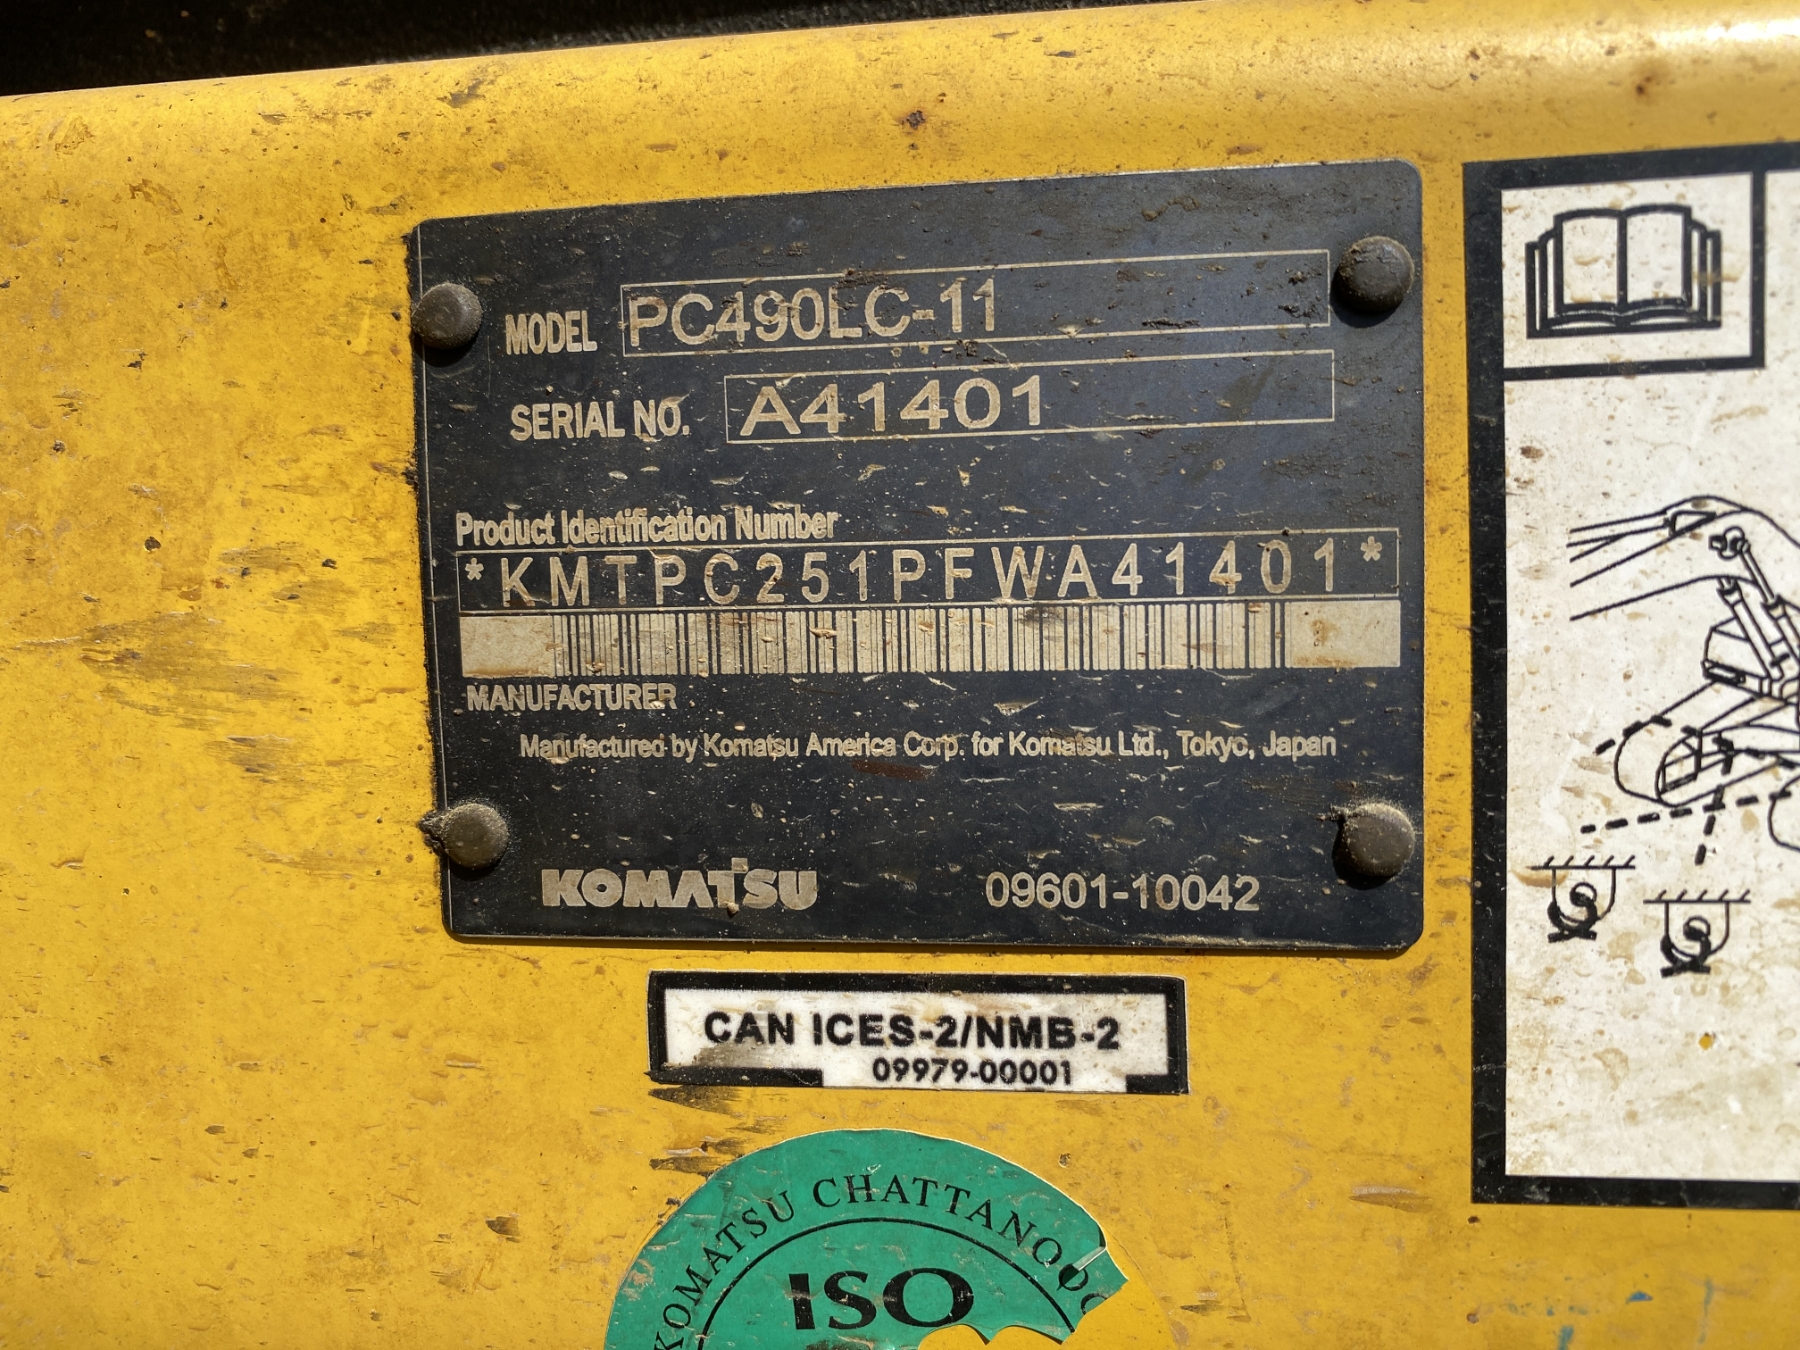 MODEL PC490LC-11
SERIAL NO. A41401
Product Identification Number
*KMTPC251PFWA41401*
MANUFACTURER
Manufactured by Komatsu America Corp. for Komatsu Ltd., Tokyo, Japan
KOMATSU 09601-10042
CAN ICES-2/NMB-2
09979-00001
KOMATSU CHATTANOO
ISO